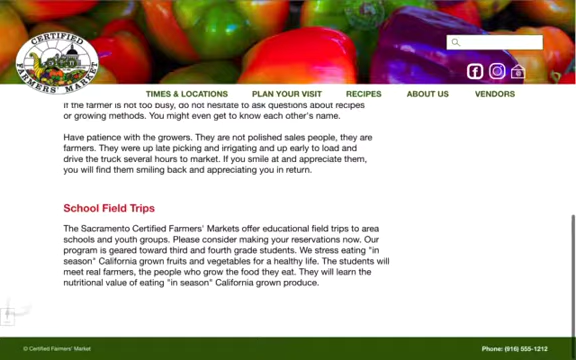 CERTIFIED
FARMERS' MARKET
TIMES & LOCATIONS
PLAN YOUR VISIT
RECIPES
ABOUT US
VENDORS
If the farmer is not too busy, do not hesitate to ask questions about recipes
or growing methods. You might even get to know each other's name.
Have patience with the growers. They are not polished sales people, they are
farmers. They were up late picking and irrigating and up early to load and
drive the truck several hours to market. If you smile at and appreciate them,
you will find them smiling back and appreciating you in return.
School Field Trips
The Sacramento Certified Farmers' Markets offer educational field trips to area
schools and youth groups. Please consider making your reservations now. Our
program is geared toward third and fourth grade students. We stress eating "in
season" California grown fruits and vegetables for a healthy life. The students will
meet real farmers, the people who grow the food they eat. They will learn the
nutritional value of eating "in season" California grown produce.
© Certified Farmers' Market
Phone: (916) 555-1212